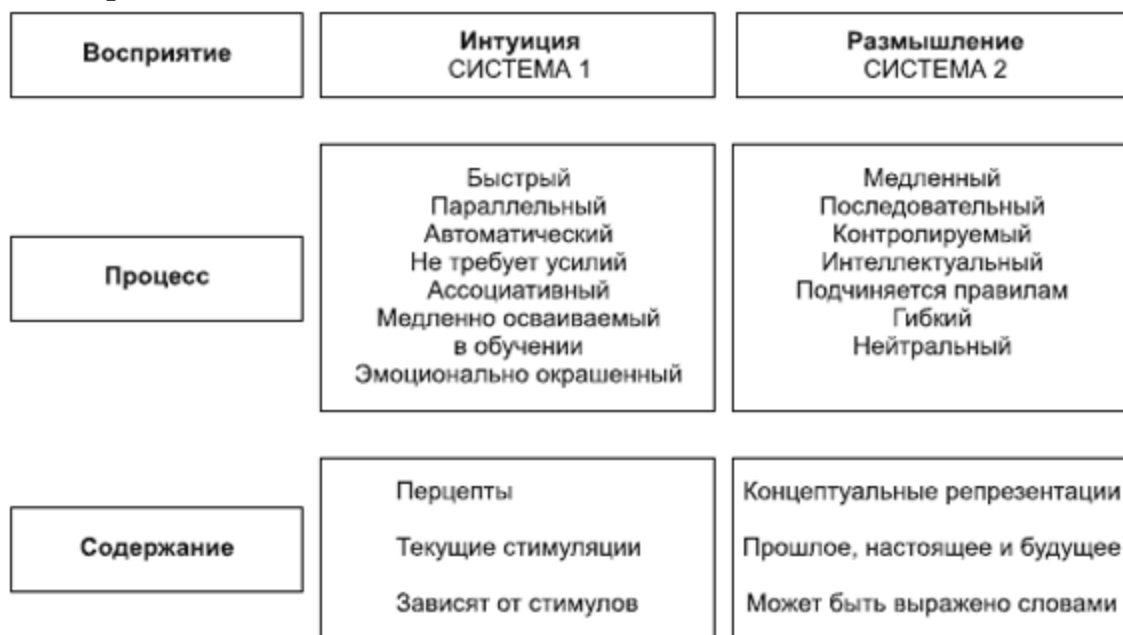 Восприятие
Интуиция
СИСТЕМА 1
Размышление
СИСТЕМА 2
Процесс
Быстрый
Параллельный
Автоматический
Не требует усилий
Ассоциативный
Медленно осваиваемый
в обучении
Эмоционально окрашенный
Медленный
Последовательный
Контролируемый
Интеллектуальный
Подчиняется правилам
Гибкий
Нейтральный
Содержание
Перцепты
Текущие стимуляции
Зависят от стимулов
Концептуальные репрезентации
Прошлое, настоящее и будущее
Может быть выражено словами